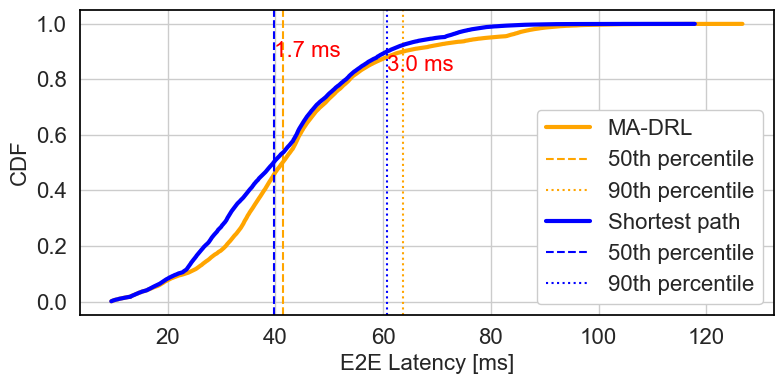 1.0
0.8
0.6
0.4
0.2
0.0
CDF
1.7 ms
3.0 ms
MA-DRL
50th percentile
90th percentile
Shortest path
50th percentile
90th percentile
20 40 60 80 100 120
E2E Latency [ms]